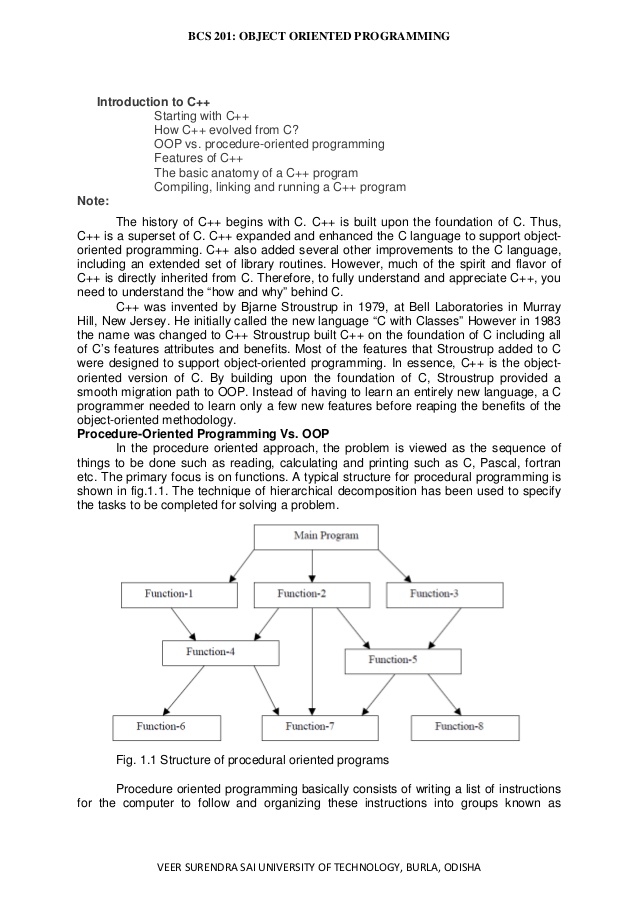 BCS 201: OBJECT ORIENTED PROGRAMMING
Introduction to C++
Starting with C++
How C++ evolved from C?
OOP vs. procedure-oriented programming
Features of C++
The basic anatomy of a C++ program
Compiling, linking and running a C++ program
Note:
The history of C++ begins with C. C++ is built upon the foundation of C. Thus,
C++ is a superset of C. C++ expanded and enhanced the C language to support object-
oriented programming. C++ also added several other improvements to the C language,
including an extended set of library routines. However, much of the spirit and flavor of
C++ is directly inherited from C. Therefore, to fully understand and appreciate C++, you
need to understand the “how and why” behind C.
C++ was invented by Bjarne Stroustrup in 1979, at Bell Laboratories in Murray
Hill, New Jersey. He initially called the new language “C with Classes” However in 1983
the name was changed to C++ Stroustrup built C++ on the foundation of C including all
of C’s features attributes and benefits. Most of the features that Stroustrup added to C
were designed to support object-oriented programming. In essence, C++ is the object-
oriented version of C. By building upon the foundation of C, Stroustrup provided a
smooth migration path to OOP. Instead of having to learn an entirely new language, a C
programmer needed to learn only a few new features before reaping the benefits of the
object-oriented methodology.
Procedure-Oriented Programming Vs. OOP
In the procedure oriented approach, the problem is viewed as the sequence of
things to be done such as reading, calculating and printing such as C, Pascal, fortran
etc. The primary focus is on functions. A typical structure for procedural programming is
shown in fig.1.1. The technique of hierarchical decomposition has been used to specify
the tasks to be completed for solving a problem.
Main Program
Function-1 Function-2 Function-3
Function-4 Function-5
Function-6 Function-7 Function-8
Fig. 1.1 Structure of procedural oriented programs
Procedure oriented programming basically consists of writing a list of instructions
for the computer to follow and organizing these instructions into groups known as
VEER SURENDRA SAI UNIVERSITY OF TECHNOLOGY, BURLA, ODISHA